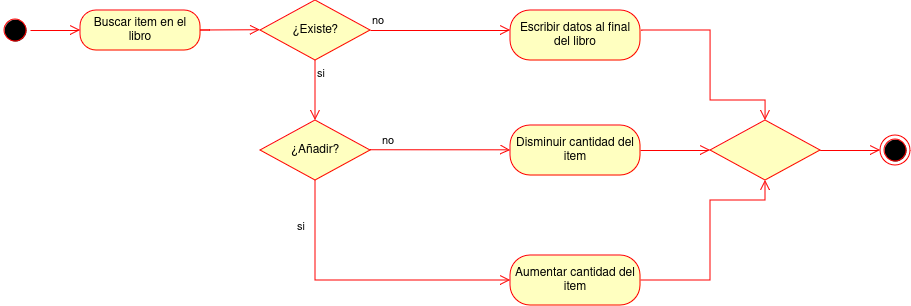 Buscar item en el
libro
¿Existe?
no
Escribir datos al final
del libro
si
¿Añadir?
no
Disminuir cantidad del
item
si
Aumentar cantidad del
item